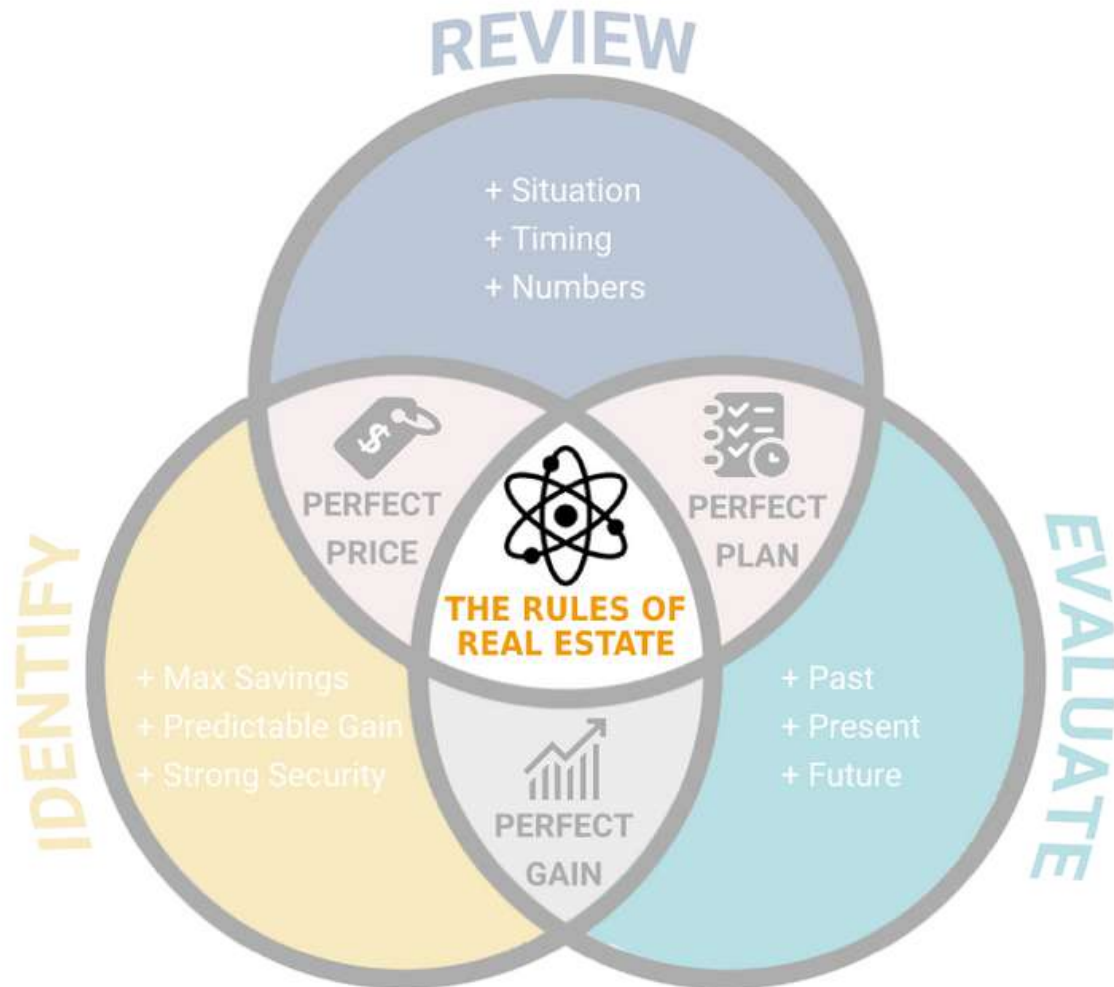 REVIEW
+ Situation
+ Timing
+ Numbers
PERFECT
PRICE
PERFECT
PLAN
THE RULES OF
REAL ESTATE
IDENTIFY
+ Max Savings
+ Predictable Gain
+ Strong Security
EVALUATE
+ Past
+ Present
+ Future
PERFECT
GAIN